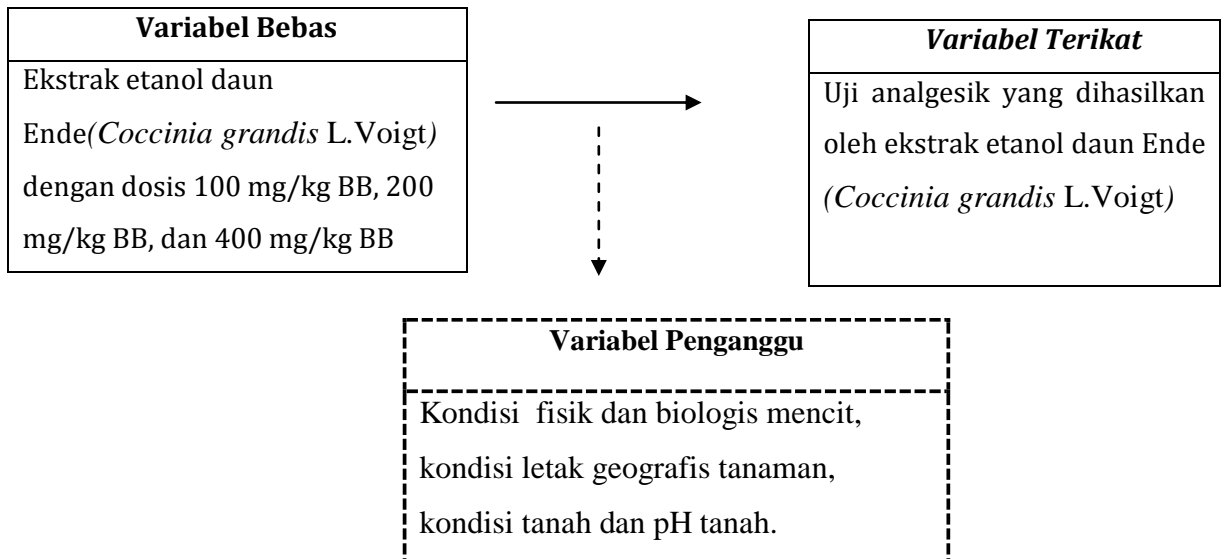 Variabel Bebas
Ekstrak etanol daun
Ende(Coccinia grandis L.Voigt)
dengan dosis 100 mg/kg BB, 200
mg/kg BB, dan 400 mg/kg BB
Variabel Terikat
Uji analgesik yang dihasilkan
oleh ekstrak etanol daun Ende
(Coccinia grandis L.Voigt)
Variabel Penganggu
Kondisi fisik dan biologis mencit,
kondisi letak geografis tanaman,
kondisi tanah dan pH tanah.